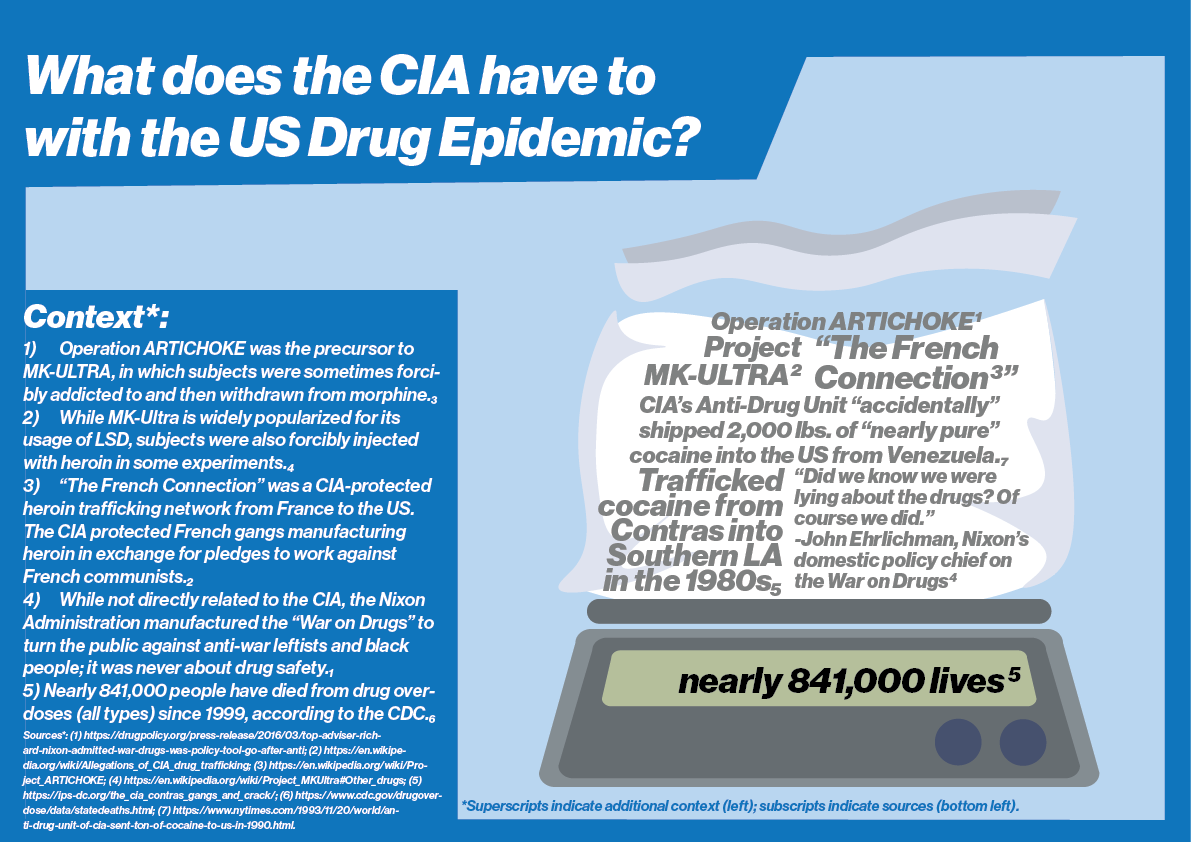 What does the CIA have to
with the US Drug Epidemic?
Context*:
1) Operation ARTICHOKE was the precursor to
MK-ULTRA, in which subjects were sometimes forci-
bly addicted to and then withdrawn from morphine.₃
2) While MK-Ultra is widely popularized for its
usage of LSD, subjects were also forcibly injected
with heroin in some experiments.₄
3) “The French Connection” was a CIA-protected
heroin trafficking network from France to the US.
The CIA protected French gangs manufacturing
heroin in exchange for pledges to work against
French communists.₂
4) While not directly related to the CIA, the Nixon
Administration manufactured the “War on Drugs” to
turn the public against anti-war leftists and black
people; it was never about drug safety.₁
5) Nearly 841,000 people have died from drug over-
doses (all types) since 1999, according to the CDC.₆
Sources*: (1) https://drugpolicy.org/press-release/2016/03/top-adviser-rich-
ard-nixon-admitted-war-drugs-was-policy-tool-go-after-anti; (2) https://en.wikipe-
dia.org/wiki/Allegations_of_CIA_drug_trafficking; (3) https://en.wikipedia.org/wiki/Pro-
ject_ARTICHOKE; (4) https://en.wikipedia.org/wiki/Project_MKUltra#Other_drugs; (5)
https://ips-dc.org/the_cia_contras_gangs_and_crack/; (6) https://www.cdc.gov/drugover-
dose/data/statedeaths.html; (7) https://www.nytimes.com/1993/11/20/world/an-
ti-drug-unit-of-cia-sent-ton-of-cocaine-to-us-in-1990.html.
Operation ARTICHOKE¹
Project
MK-ULTRA²
“The French
Connection³”
CIA’s Anti-Drug Unit “accidentally”
shipped 2,000 lbs. of “nearly pure”
cocaine into the US from Venezuela.₇
Trafficked
cocaine from
Contras into
Southern LA
in the 1980s₅
“Did we know we were
lying about the drugs? Of
course we did.”
-John Ehrlichman, Nixon’s
domestic policy chief on
the War on Drugs⁴
nearly 841,000 lives⁵
*Superscripts indicate additional context (left); subscripts indicate sources (bottom left).